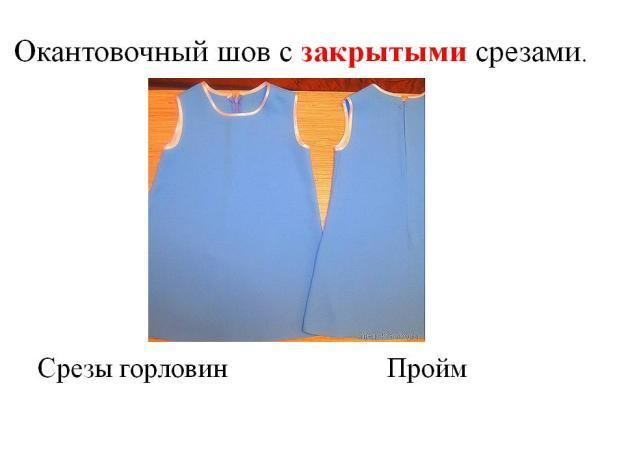 Окантовочный шов с закрытыми срезами.
Срезы горловин
Пройм